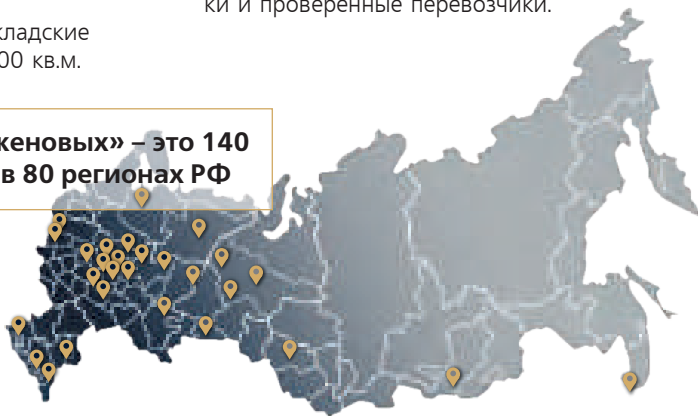 ки и проверенные перевозчики.
кладские
00 кв.м.
женовых» – это 140
в 80 регионах РФ